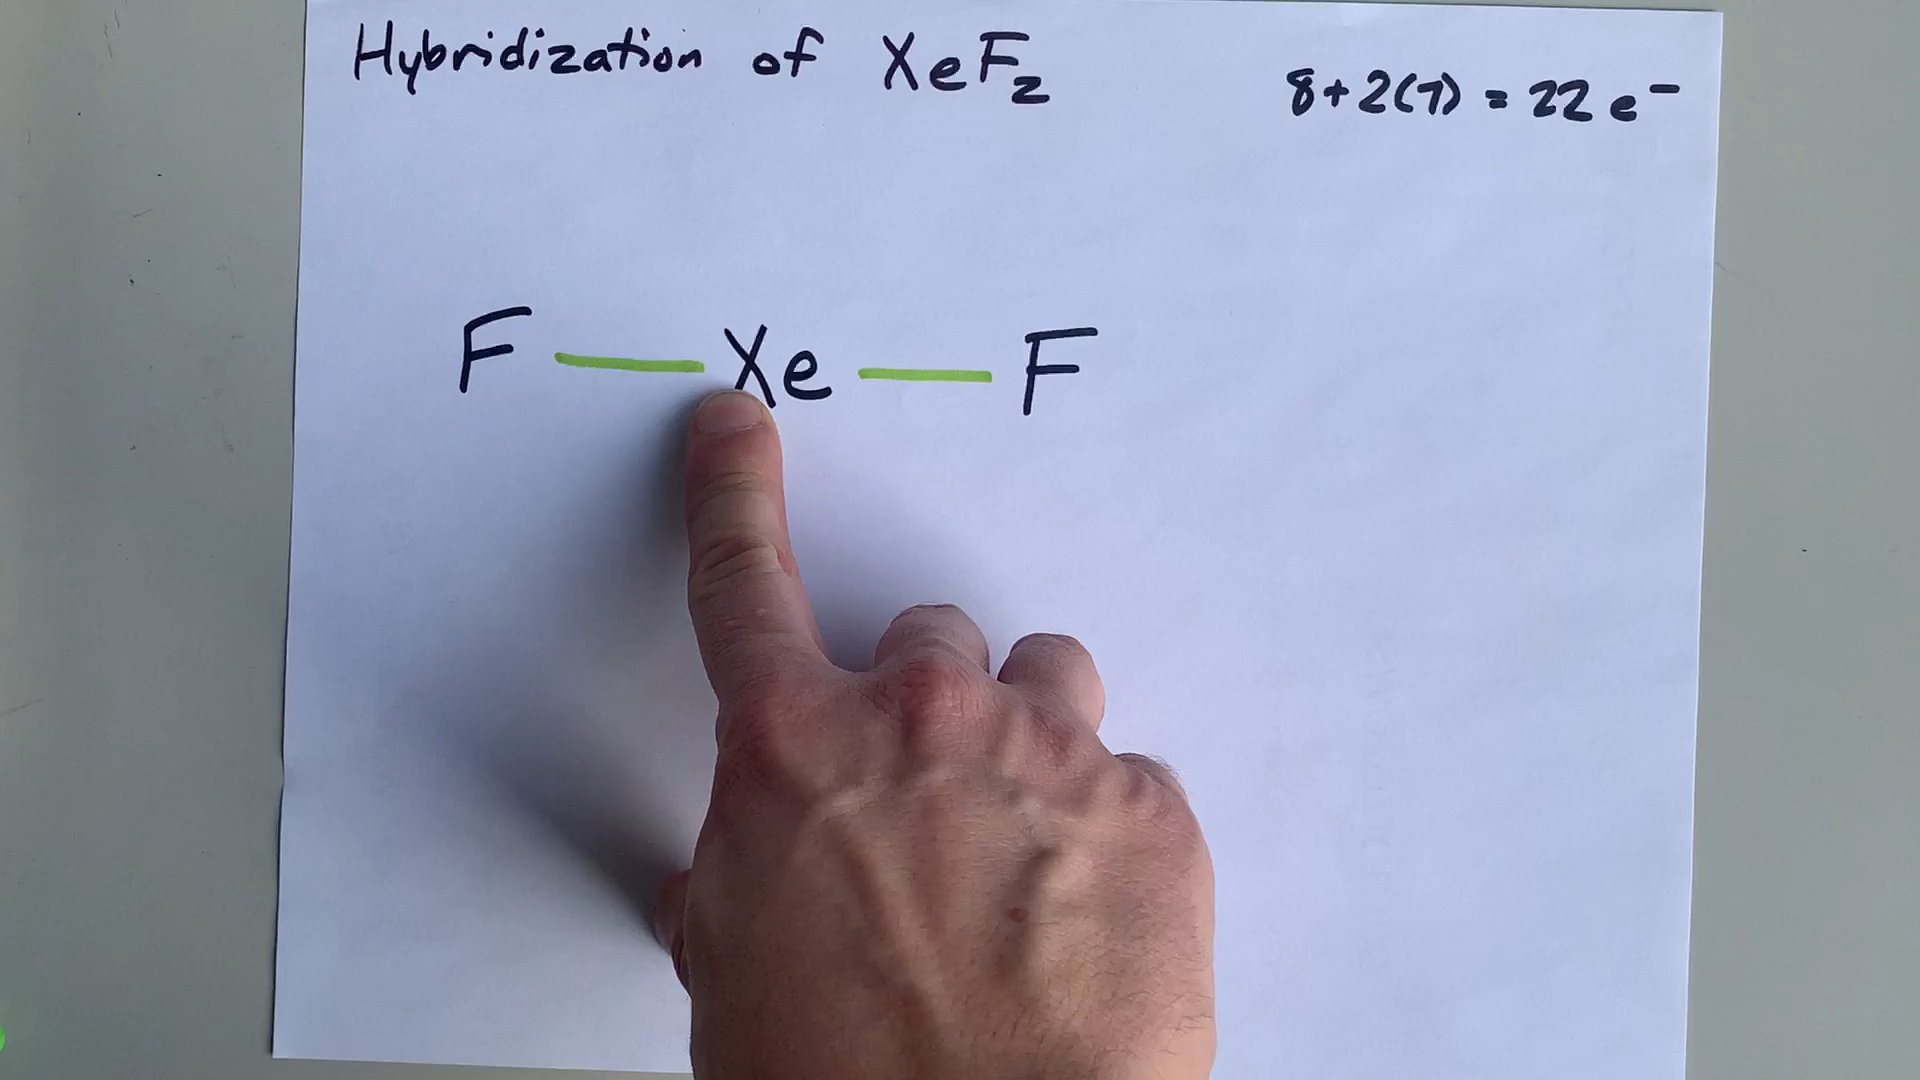 Hybridization of XeF₂
8+2(7) = 22 e⁻
F — Xe — F